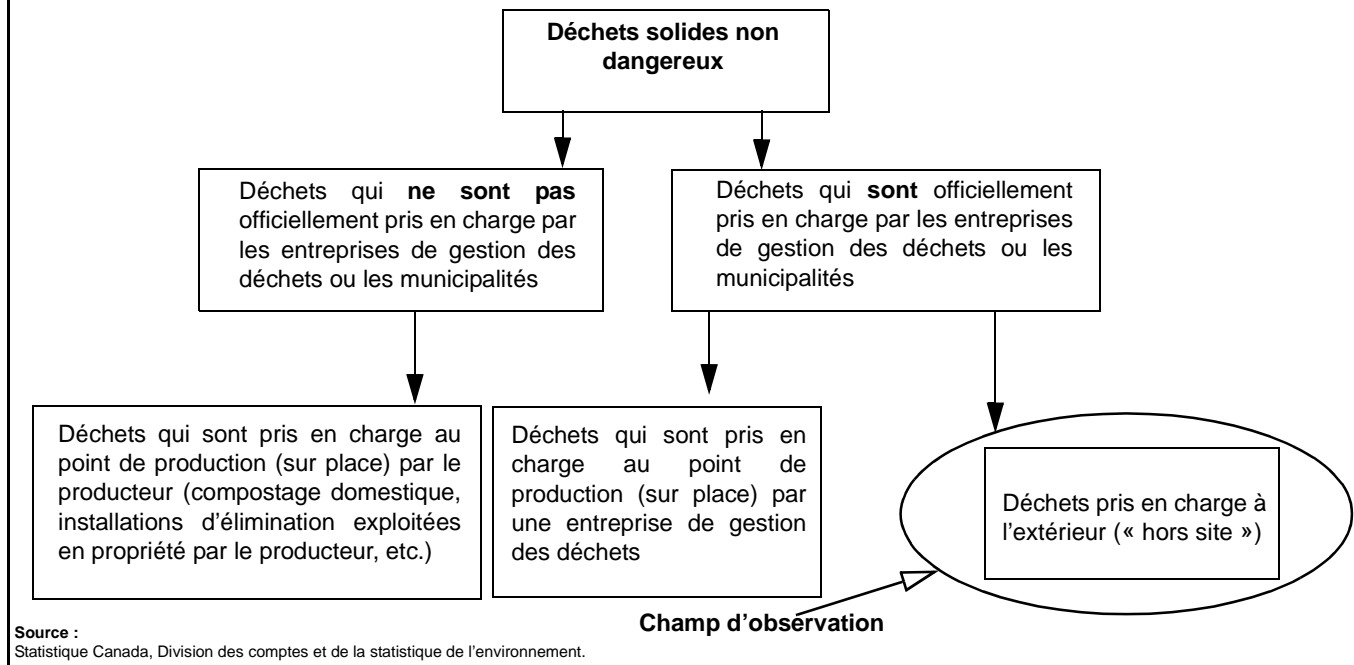 Déchets solides non
dangereux
Déchets qui ne sont pas
officiellement pris en charge par
les entreprises de gestion des
déchets ou les municipalités
Déchets qui sont officiellement
pris en charge par les entreprises
de gestion des déchets ou les
municipalités
Déchets qui sont pris en charge au
point de production (sur place) par le
producteur (compostage domestique,
installations d’élimination exploitées
en propriété par le producteur, etc.)
Déchets qui sont pris en
charge au point de
production (sur place) par
une entreprise de gestion
des déchets
Déchets pris en charge à
l’extérieur (« hors site »)
Champ d’observation
Source :
Statistique Canada, Division des comptes et de la statistique de l’environnement.